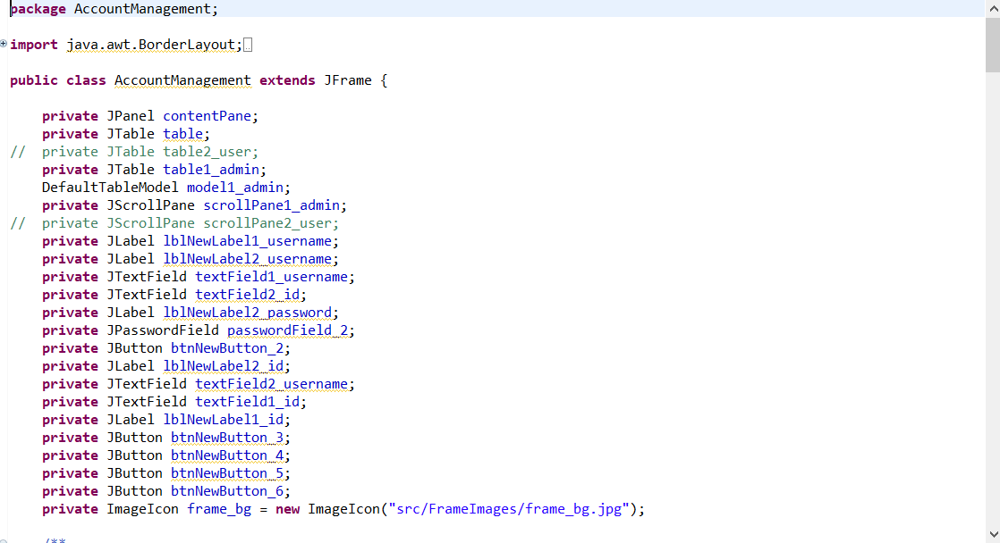 package AccountManagement;
import java.awt.BorderLayout;
public class AccountManagement extends JFrame {
private JPanel contentPane;
private JTable table;
// private JTable table2_user;
private JTable table1_admin;
DefaultTableModel model1_admin;
private JScrollPane scrollPane1_admin;
// private JScrollPane scrollPane2_user;
private JLabel lblNewLabel1_username;
private JLabel lblNewLabel2_username;
private JTextField textField1_username;
private JTextField textField2_id;
private JLabel lblNewLabel2_password;
private JPasswordField passwordField_2;
private JButton btnNewButton_2;
private JLabel lblNewLabel2_id;
private JTextField textField2_username;
private JTextField textField1_id;
private JLabel lblNewLabel1_id;
private JButton btnNewButton_3;
private JButton btnNewButton_4;
private JButton btnNewButton_5;
private JButton btnNewButton_6;
private ImageIcon frame_bg = new ImageIcon("src/FrameImages/frame_bg.jpg");
/**